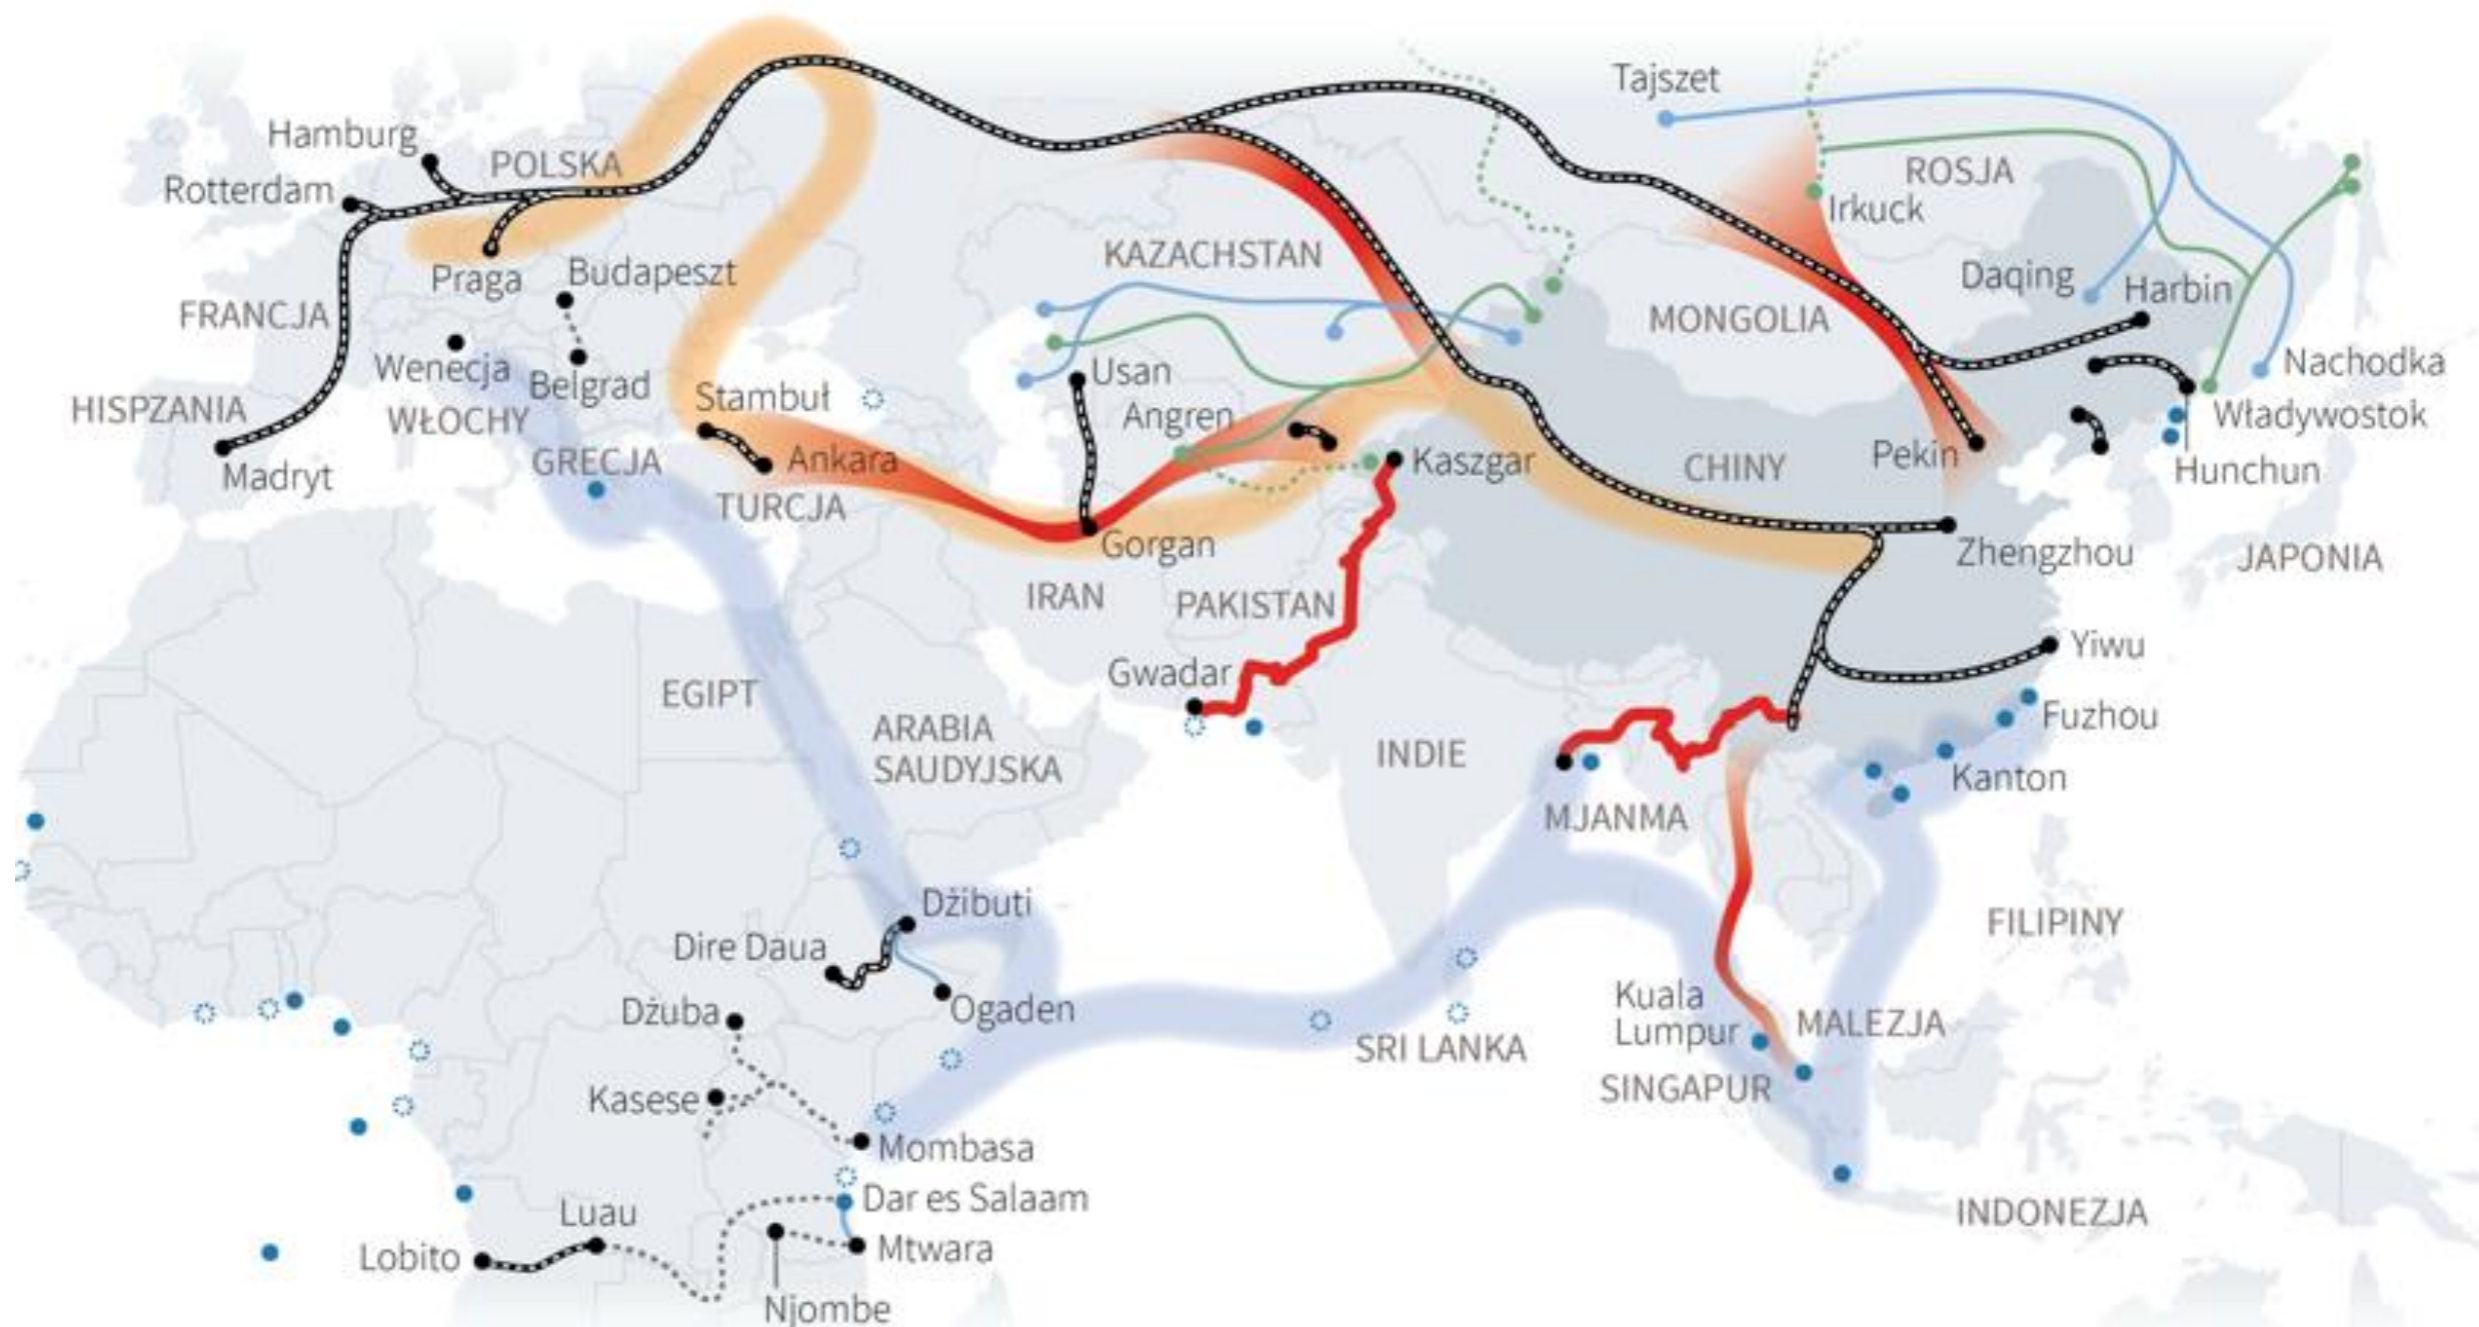 Tajszet
Hamburg
POLSKA
Rotterdam
ROSJA
Irkuck
KAZACHSTAN
Praga
Budapeszt
Daqing
Harbin
FRANCJA
MONGOLIA
Wenecja
Belgrad
Usan
Nachodka
HISPZANIA
WŁOCHY
Stambuł
Angren
Władywostok
GRECJA
Ankara
Kaszgar
CHINY
Pekin
Hunchun
Madryt
TURCJA
Gorgan
Zhengzhou
JAPONIA
IRAN
PAKISTAN
Yiwu
Gwadar
EGIPT
Fuzhou
ARABIA
SAUDYJSKA
INDIE
Kanton
MJANMA
Dżibuti
FILIPINY
Dire Daua
Ogaden
Dżuba
Kuala
Lumpur
MALEZJA
SRI LANKA
SINGAPUR
Kasese
Mombasa
Dar es Salaam
Luau
INDONEZJA
Lobito
Mtwara
Njombe